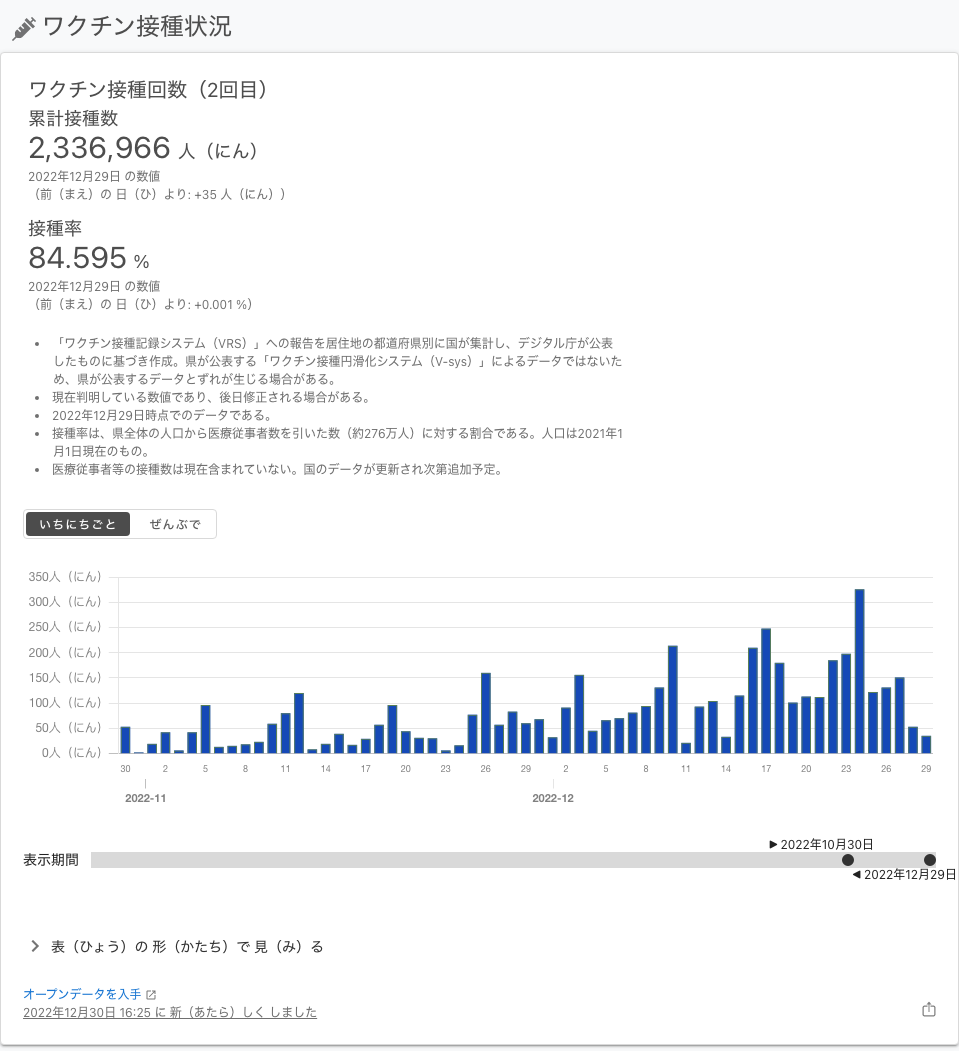 ワクチン接種状況
ワクチン接種回数（2回目）
累計接種数
2,336,966 人（にん）
2022年12月29日 の数値
（前（まえ）の 日（ひ）より: +35 人（にん））
接種率
84.595 %
2022年12月29日 の数値
（前（まえ）の 日（ひ）より: +0.001 %）
• 「ワクチン接種記録システム（VRS）」への報告を居住地の都道府県別に国が集計し、デジタル庁が公表
したものに基づき作成。県が公表する「ワクチン接種円滑化システム（V-sys）」によるデータではないた
め、県が公表するデータとずれが生じる場合がある。
• 現在判明している数値であり、後日修正される場合がある。
• 2022年12月29日時点でのデータである。
• 接種率は、県全体の人口から医療従事者数を引いた数（約276万人）に対する割合である。人口は2021年1
月1日現在のもの。
• 医療従事者等の接種数は現在含まれていない。国のデータが更新され次第追加予定。
いちにちごと ぜんぶで
350人（にん）
300人（にん）
250人（にん）
200人（にん）
150人（にん）
100人（にん）
50人（にん）
0人（にん）
30 2 5 8 11 14 17 20 23 26 29 2 5 8 11 14 17 20 23 26 29
2022-11 2022-12
▶ 2022年10月30日
表示期間
◀ 2022年12月29日
表（ひょう）の 形（かたち）で 見（み）る
オープンデータを入手
2022年12月30日 16:25 に 新（あたら）しく しました